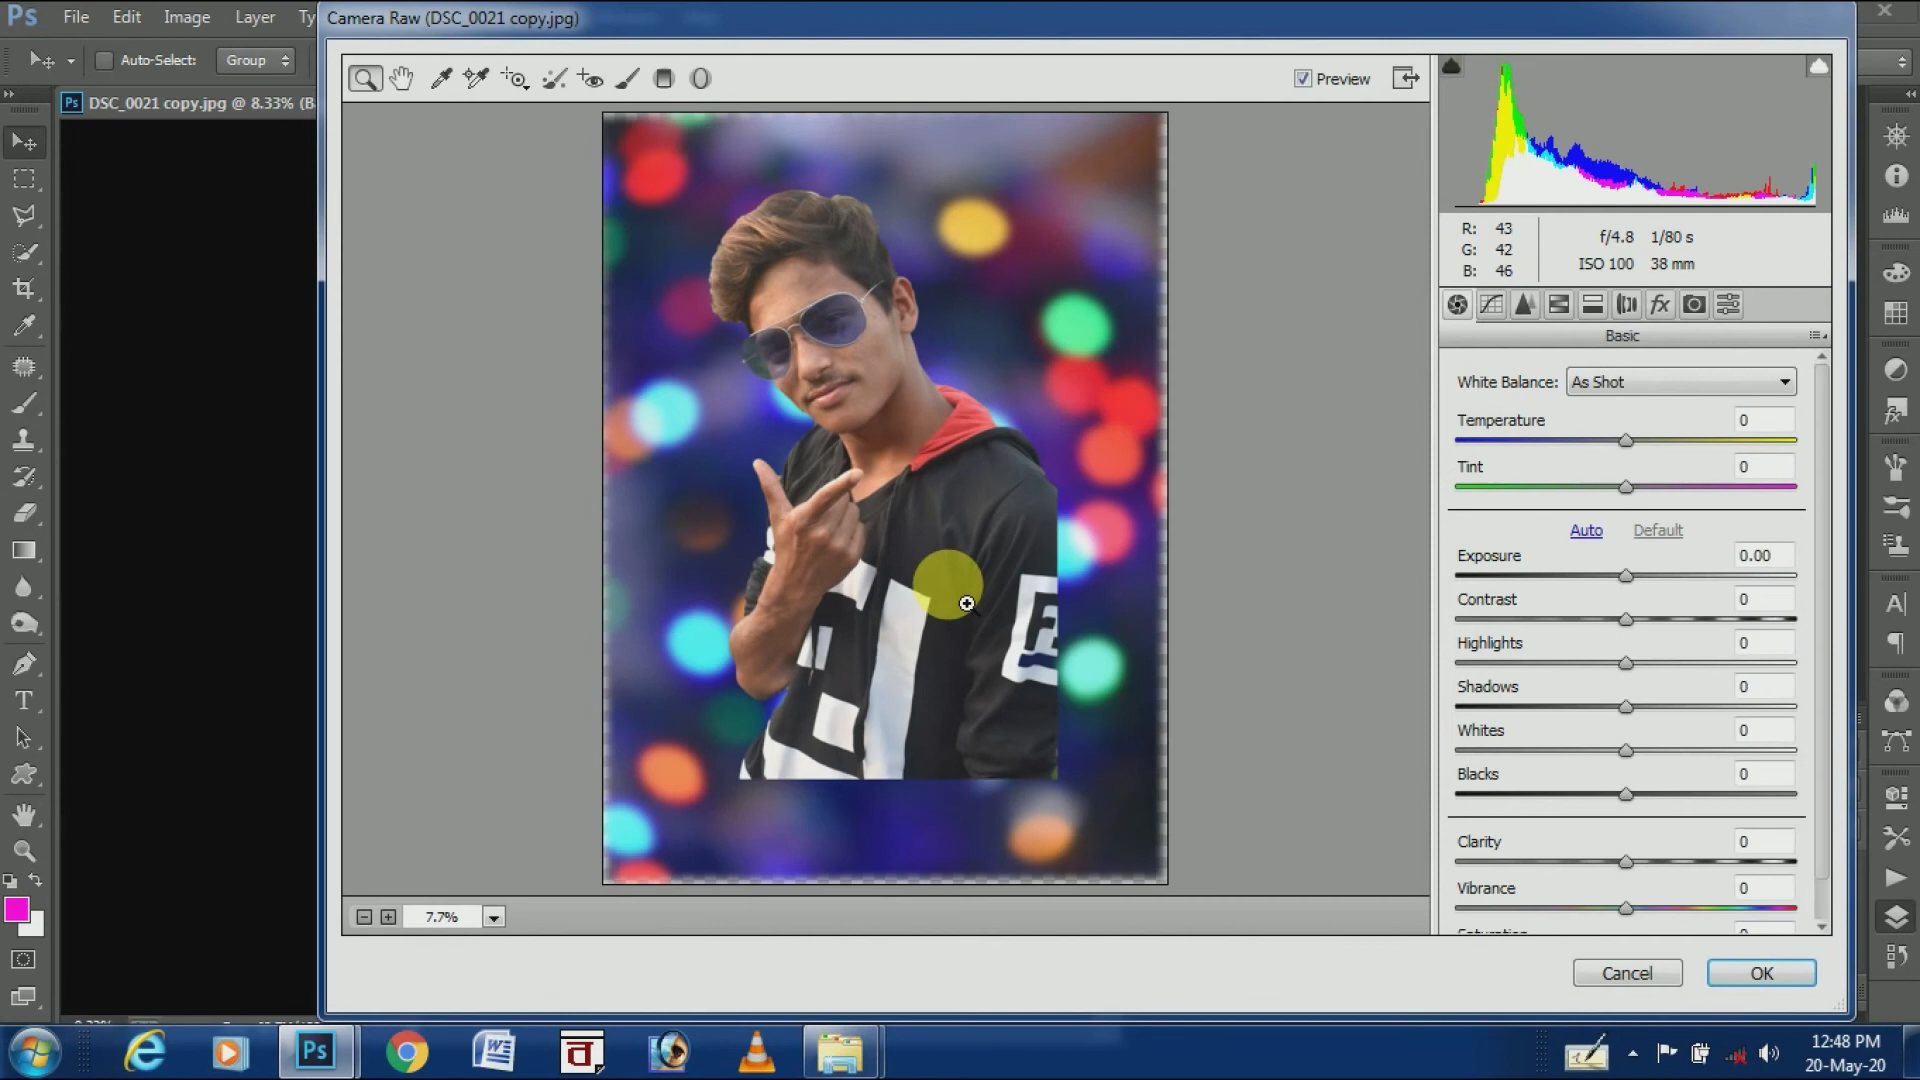 Ps File Edit Image Layer Ty
Camera Raw (DSC_0021 copy.jpg)
Auto-Select: Group
Ps DSC_0021 copy.jpg @ 8.33% (B
Preview
R: 43
G: 42
B: 46
f/4.8 1/80 s
ISO 100 38 mm
fx
Basic
White Balance: As Shot
Temperature 0
Tint 0
Auto Default
Exposure 0.00
Contrast 0
Highlights 0
Shadows 0
Whites 0
Blacks 0
Clarity 0
Vibrance 0
7.7%
Cancel OK
Ps
12:48 PM
20-May-20